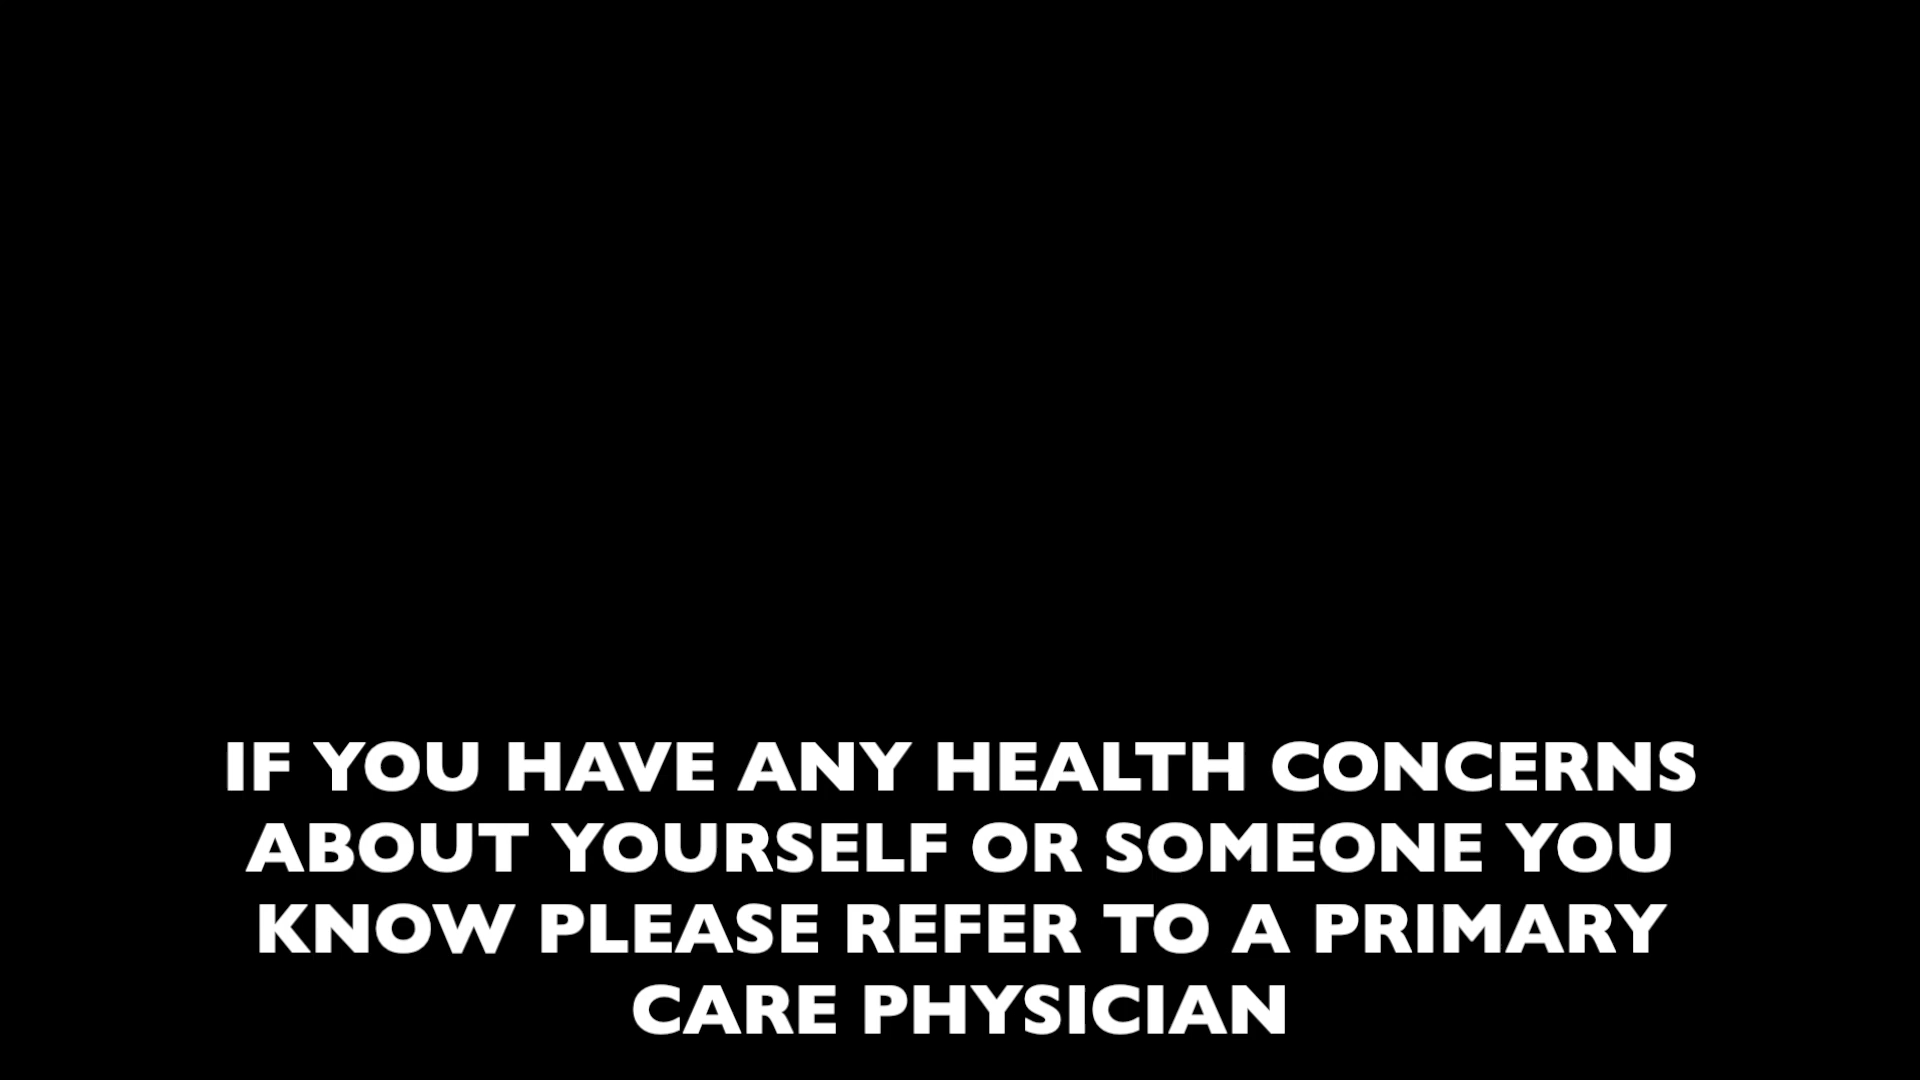 IF YOU HAVE ANY HEALTH CONCERNS
ABOUT YOURSELF OR SOMEONE YOU
KNOW PLEASE REFER TO A PRIMARY
CARE PHYSICIAN